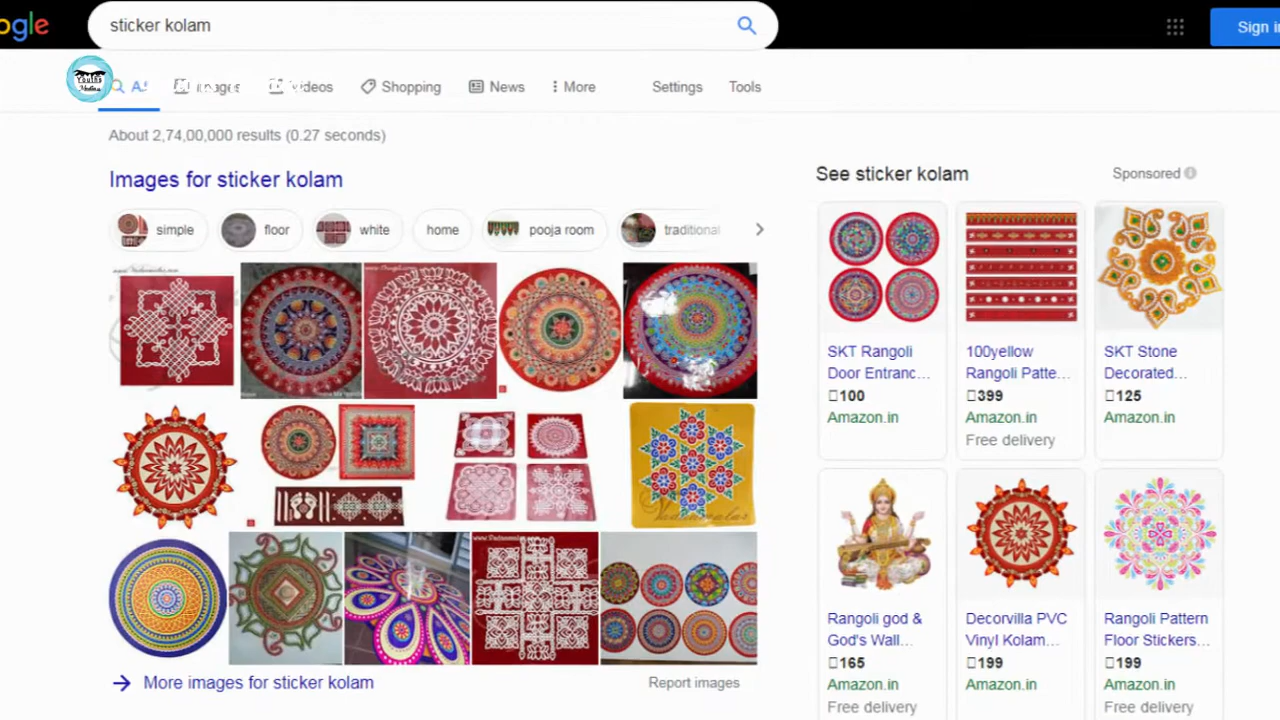 ogle
sticker kolam
Sign in
Images
Videos
Shopping
News
More
Settings
Tools
About 2,74,00,000 results (0.27 seconds)
Images for sticker kolam
simple
floor
white
home
pooja room
traditional
More images for sticker kolam
Report images
See sticker kolam
Sponsored
SKT Rangoli
Door Entranc...
100
Amazon.in
100yellow
Rangoli Patte...
399
Amazon.in
Free delivery
SKT Stone
Decorated...
125
Amazon.in
Rangoli god &
God's Wall...
165
Amazon.in
Free delivery
Decorvilla PVC
Vinyl Kolam...
199
Amazon.in
Rangoli Pattern
Floor Stickers...
199
Amazon.in
Free delivery